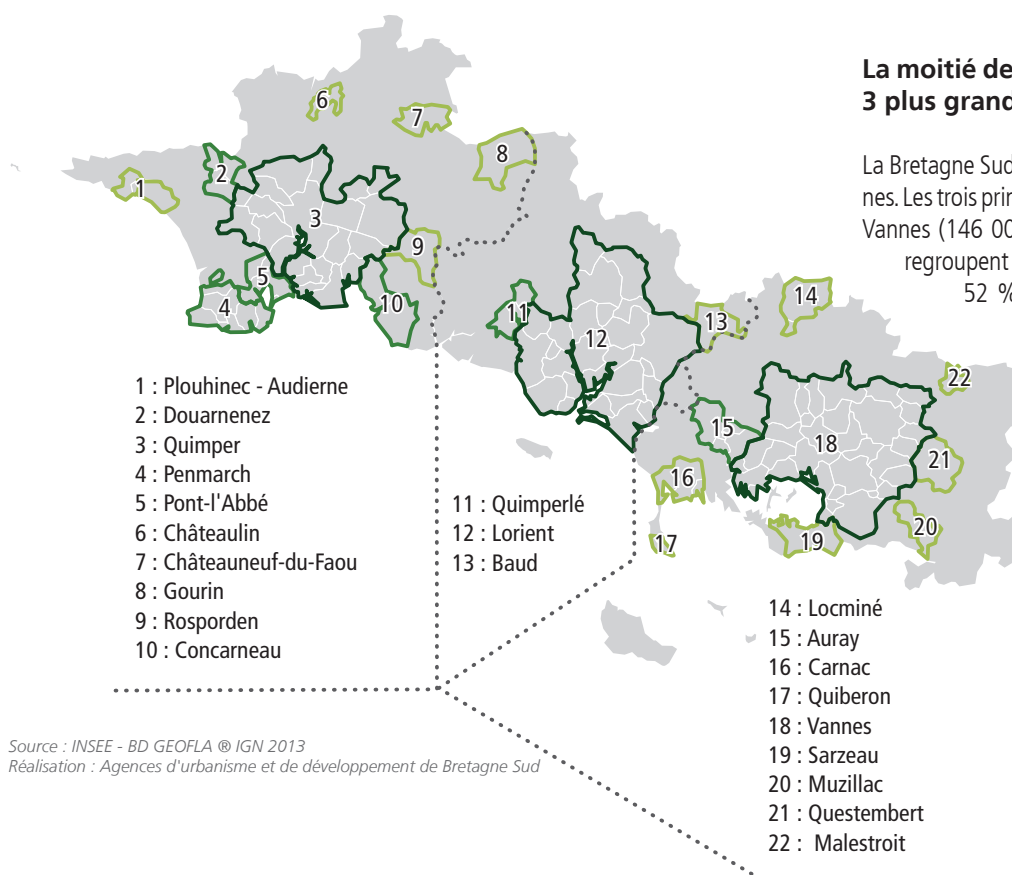 La moitié de
3 plus grand
La Bretagne Sud
nes. Les trois prin
Vannes (146 00
regroupent
52 %
6
7
8
2
1
3
9
5
10
4
11
14
13
12
22
15
18
21
16
20
19
17
1 : Plouhinec - Audierne
2 : Douarnenez
3 : Quimper
4 : Penmarch
5 : Pont-l'Abbé
6 : Châteaulin
7 : Châteauneuf-du-Faou
8 : Gourin
9 : Rosporden
10 : Concarneau
11 : Quimperlé
12 : Lorient
13 : Baud
14 : Locminé
15 : Auray
16 : Carnac
17 : Quiberon
18 : Vannes
19 : Sarzeau
20 : Muzillac
21 : Questembert
22 : Malestroit
Source : INSEE - BD GEOFLA ® IGN 2013
Réalisation : Agences d'urbanisme et de développement de Bretagne Sud